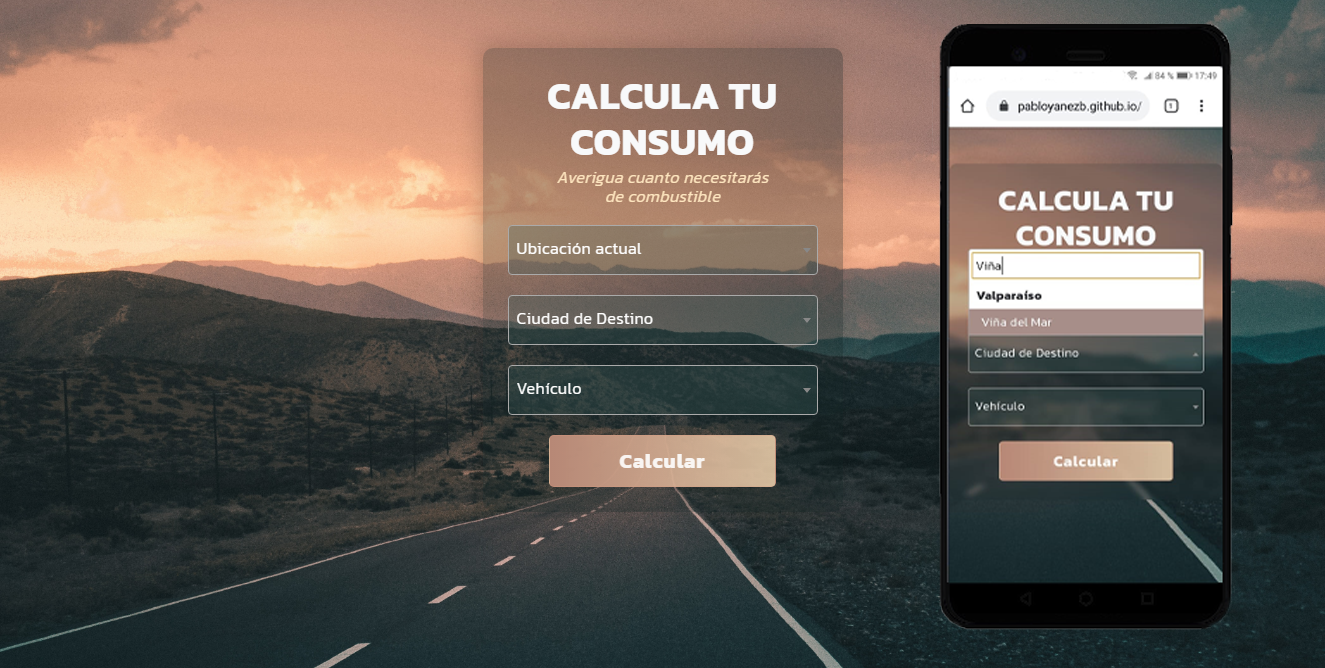 CALCULA TU
CONSUMO
Averigua cuanto necesitarás
de combustible
Ubicación actual
Ciudad de Destino
Vehículo
Calcular
84 % 17:49
pabloyanezb.github.io/
1
CALCULA TU
CONSUMO
Viña
Valparaíso
Viña del Mar
Ciudad de Destino
Vehículo
Calcular